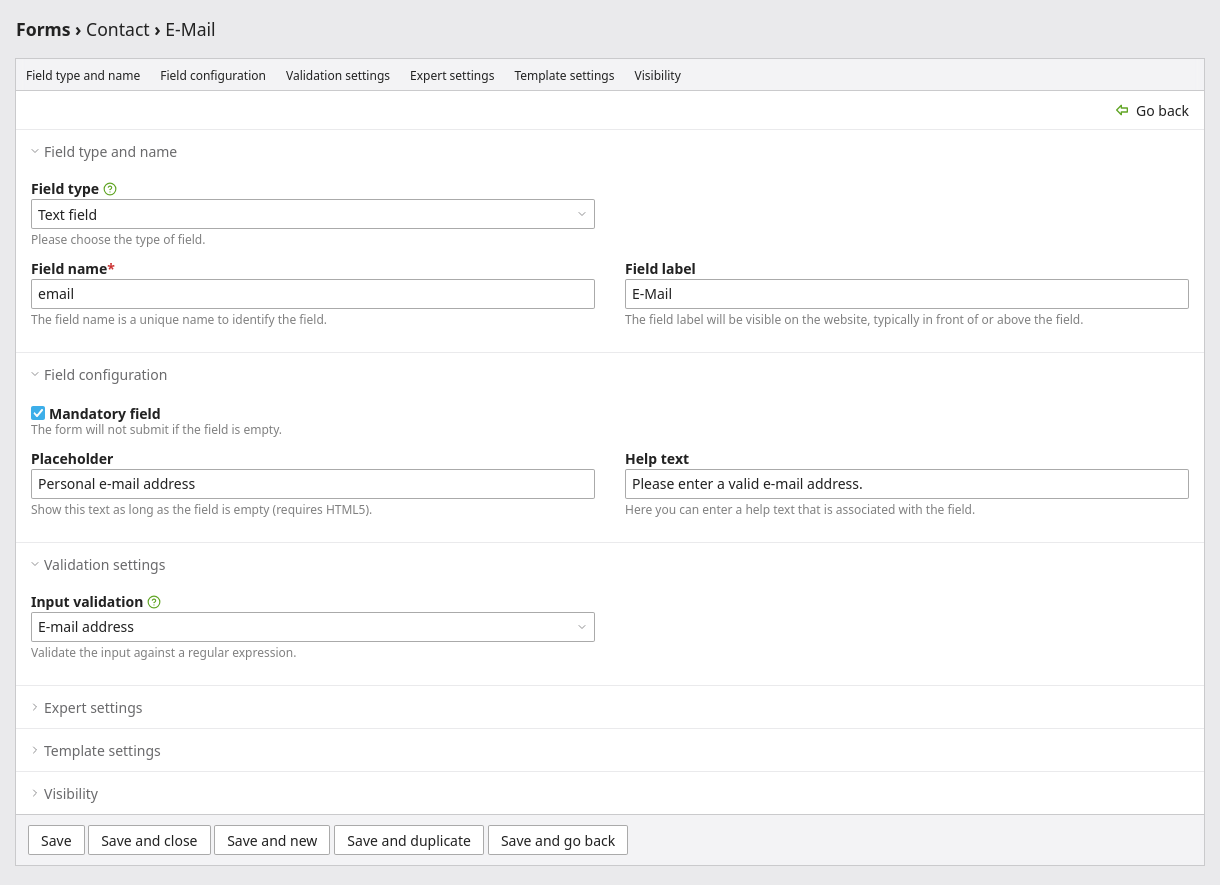 Forms › Contact › E-Mail
Field type and name Field configuration Validation settings Expert settings Template settings Visibility
Go back
Field type and name
Field type
Text field
Please choose the type of field.
Field name* Field label
email E-Mail
The field name is a unique name to identify the field. The field label will be visible on the website, typically in front of or above the field.
Field configuration
Mandatory field
The form will not submit if the field is empty.
Placeholder Help text
Personal e-mail address Please enter a valid e-mail address.
Show this text as long as the field is empty (requires HTML5). Here you can enter a help text that is associated with the field.
Validation settings
Input validation
E-mail address
Validate the input against a regular expression.
Expert settings
Template settings
Visibility
Save Save and close Save and new Save and duplicate Save and go back